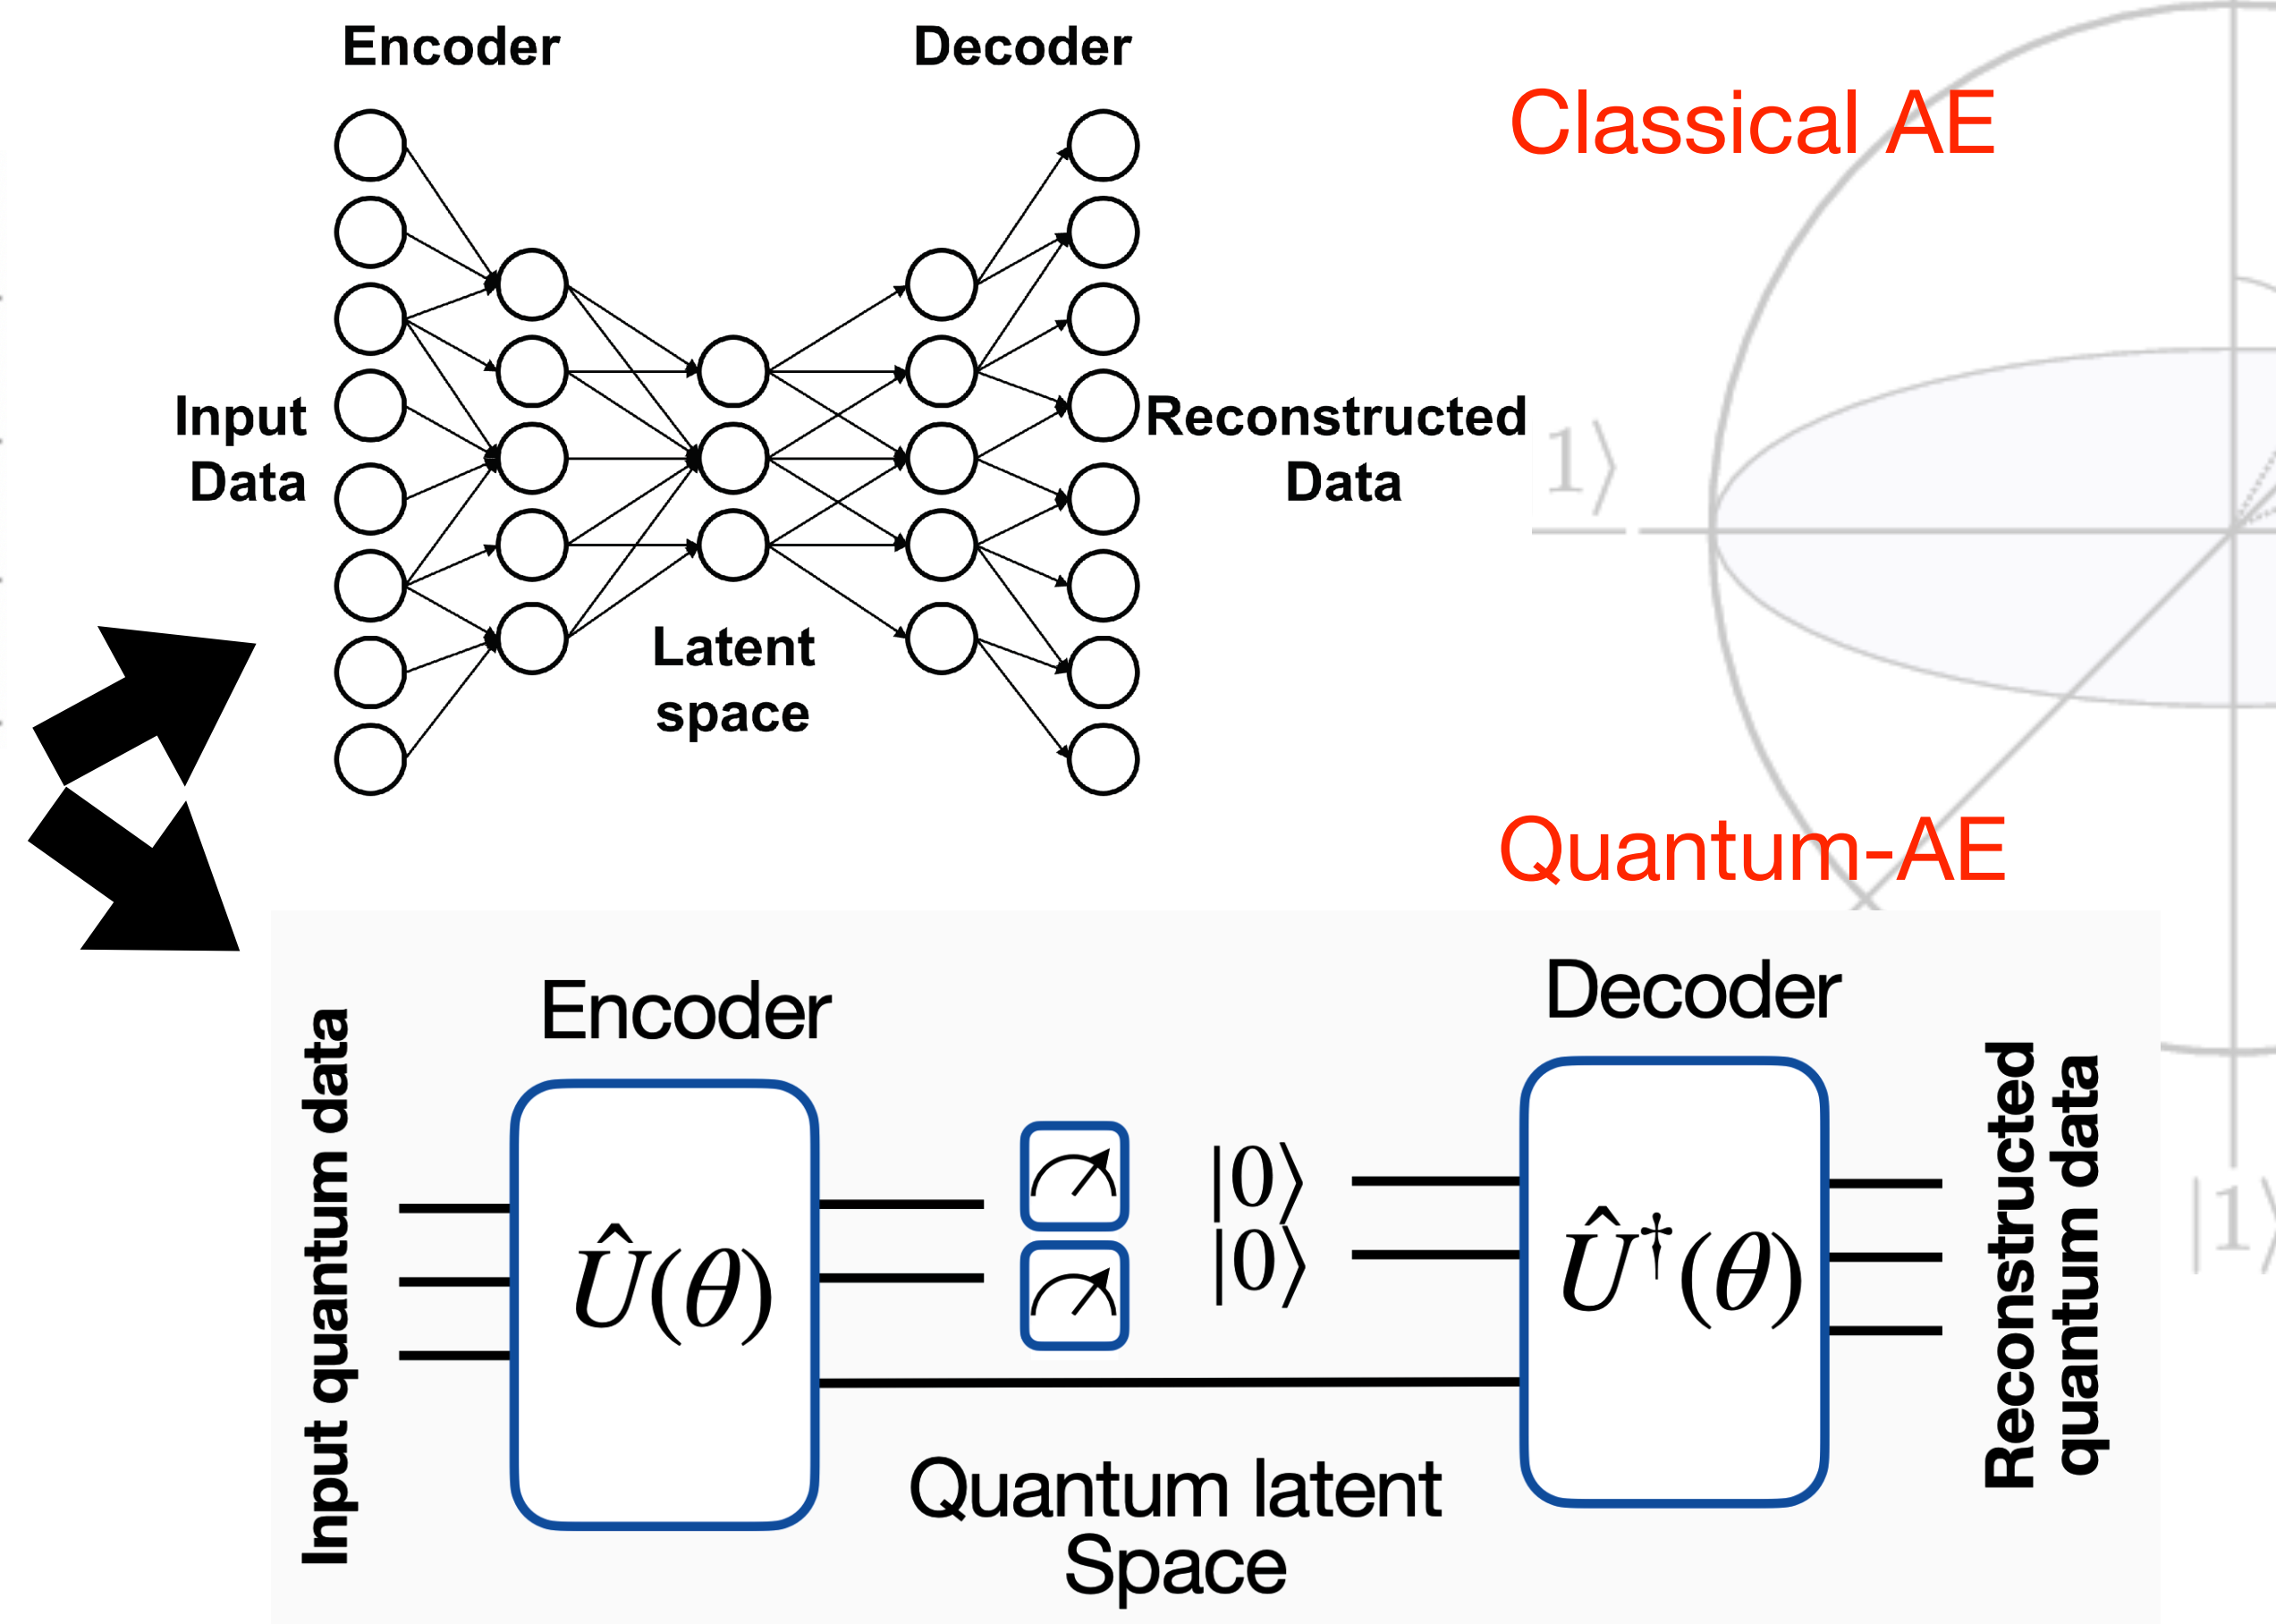 Encoder
Decoder
Classical AE
Input
Data
Reconstructed
Data
1⟩
Latent
space
Quantum-AE
Encoder
Decoder
Input quantum data
Û(θ)
|0⟩
|0⟩
Û†(θ)
Reconstructed
quantum data
|1⟩
Quantum latent
Space